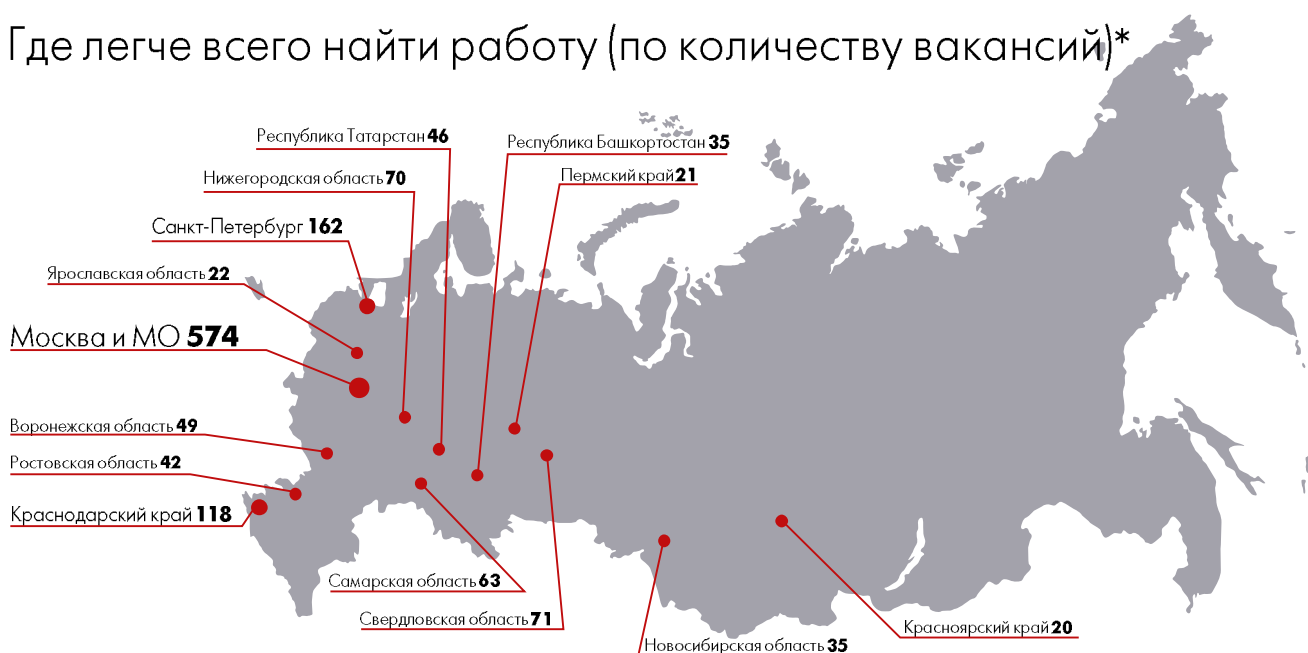 Где легче всего найти работу (по количеству вакансий)*
Республика Татарстан 46
Республика Башкортостан 35
Нижегородская область 70
Пермский край 21
Санкт-Петербург 162
Ярославская область 22
Москва и МО 574
Воронежская область 49
Ростовская область 42
Краснодарский край 118
Самарская область 63
Свердловская область 71
Новосибирская область 35
Красноярский край 20